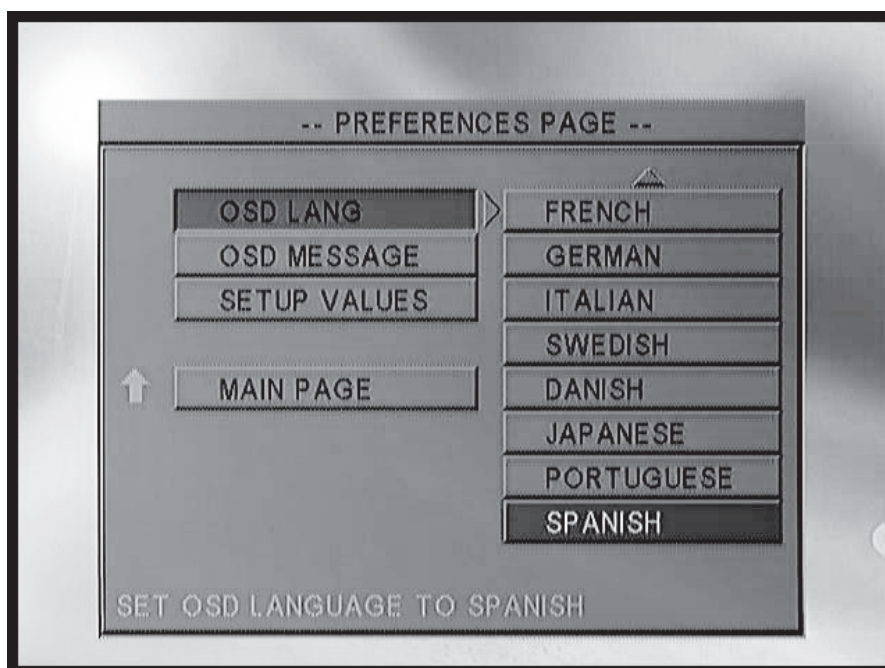 -- PREFERENCES PAGE --
OSD LANG
OSD MESSAGE
SETUP VALUES
MAIN PAGE
FRENCH
GERMAN
ITALIAN
SWEDISH
DANISH
JAPANESE
PORTUGUESE
SPANISH
SET OSD LANGUAGE TO SPANISH